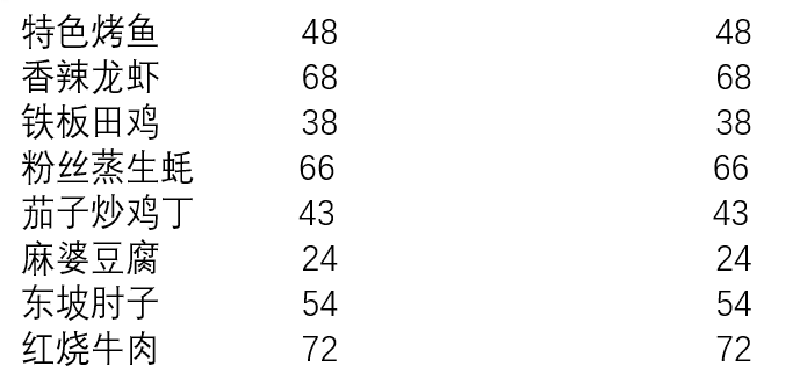 特色烤鱼 48 48
香辣龙虾 68 68
铁板田鸡 38 38
粉丝蒸生蚝 66 66
茄子炒鸡丁 43 43
麻婆豆腐 24 24
东坡肘子 54 54
红烧牛肉 72 72